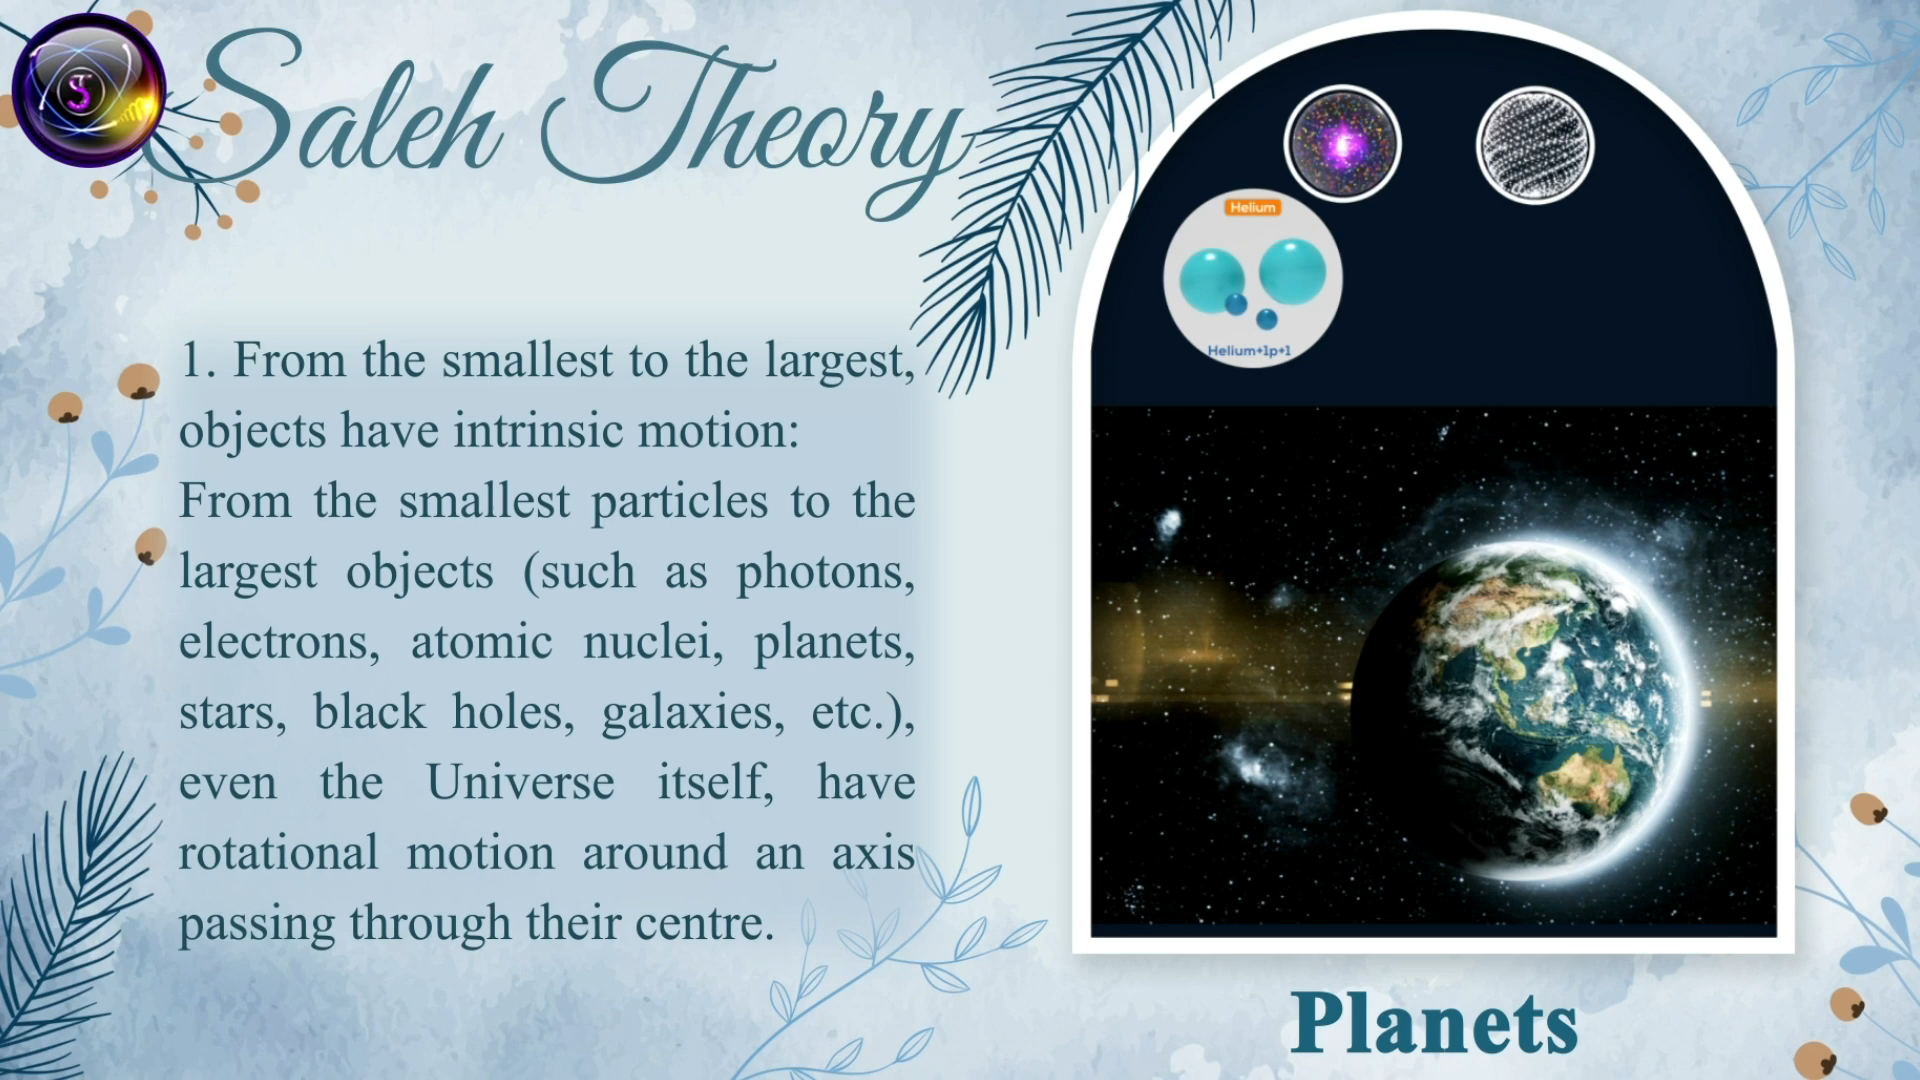 Saleh Theory
1. From the smallest to the largest,
objects have intrinsic motion:
From the smallest particles to the
largest objects (such as photons,
electrons, atomic nuclei, planets,
stars, black holes, galaxies, etc.),
even the Universe itself, have
rotational motion around an axis
passing through their centre.
Helium
Helium+1p+1
Planets